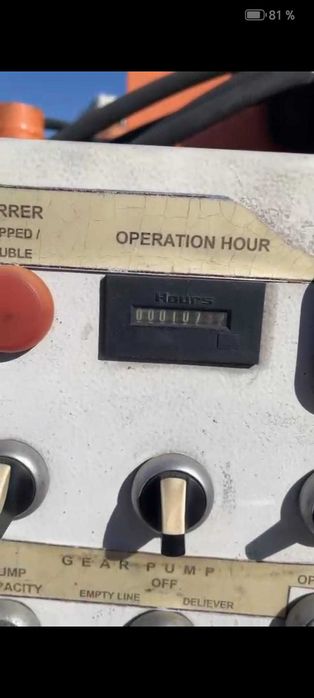 81 %
RRER
PPED /
UBLE
OPERATION HOUR
Hours
GEAR PUMP
UMP
PACITY
OFF
EMPTY LINE
DELIEVER
OP